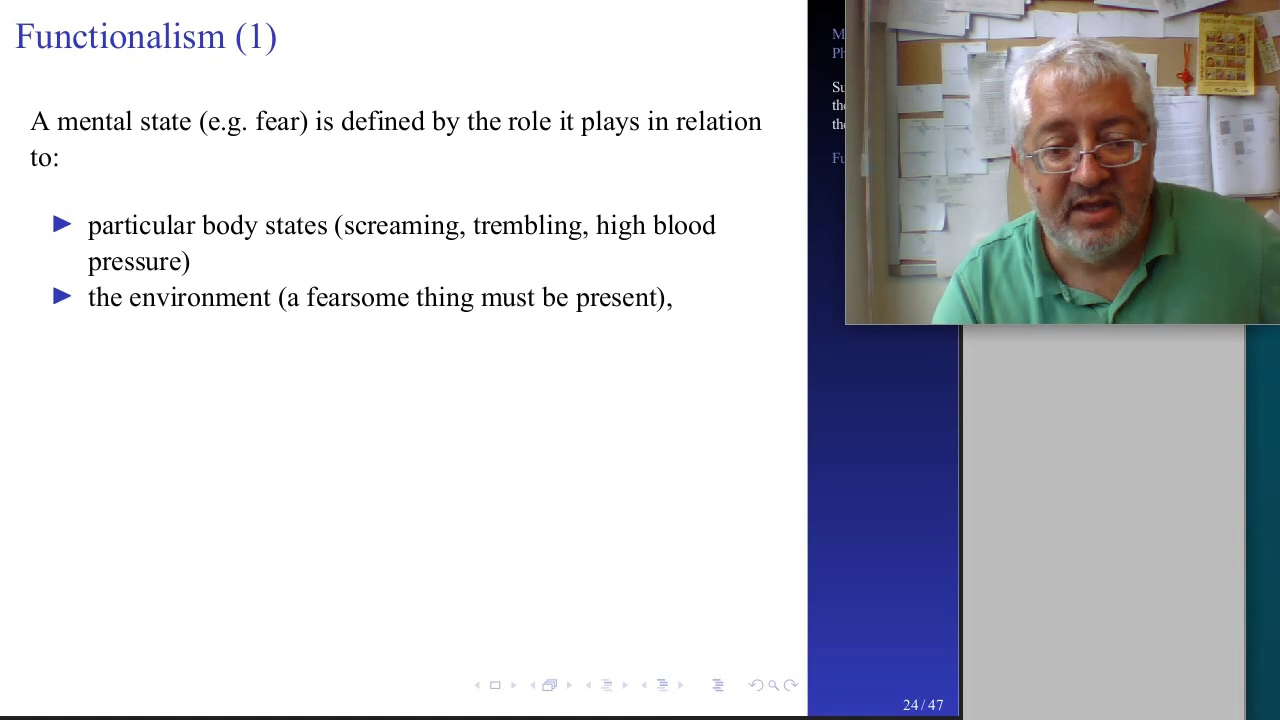 Functionalism (1)
A mental state (e.g. fear) is defined by the role it plays in relation
to:
particular body states (screaming, trembling, high blood
pressure)
the environment (a fearsome thing must be present),
24 / 47